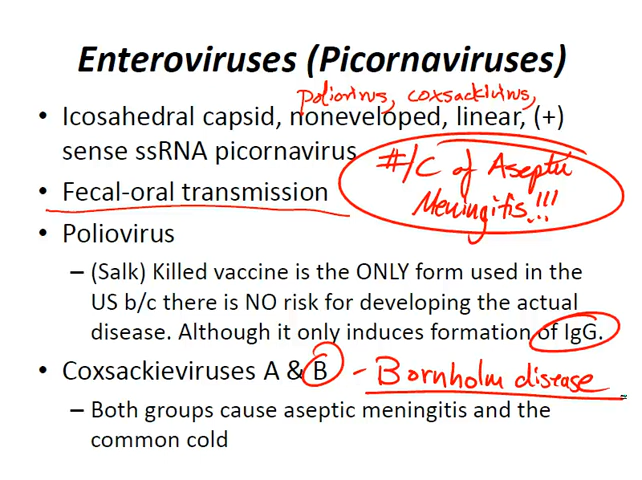 Enteroviruses (Picornaviruses)
poliovirus, coxsackivirus,
• Icosahedral capsid, noneveloped, linear, (+)
sense ssRNA picornavirus
#1 C of Aseptic
Meningitis!!!
• Fecal-oral transmission
• Poliovirus
– (Salk) Killed vaccine is the ONLY form used in the
US b/c there is NO risk for developing the actual
disease. Although it only induces formation of IgG.
• Coxsackieviruses A & B - Bornholm disease
– Both groups cause aseptic meningitis and the
common cold